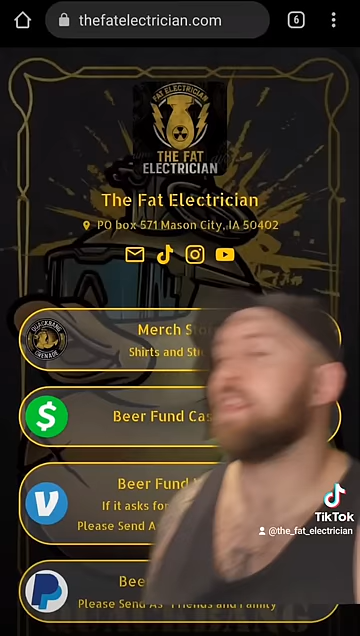 thefatelectrician.com
6
FAT ELECTRICIAN
THE FAT
ELECTRICIAN
The Fat Electrician
PO box 571 Mason City, IA 50402
QUACKBANG
GRENADE
Merch
Shirts and
$
Beer Fund
Beer Fund
If it asks for
Please Send
Please Send As "Friends and Family"
TikTok
@the_fat_electrician